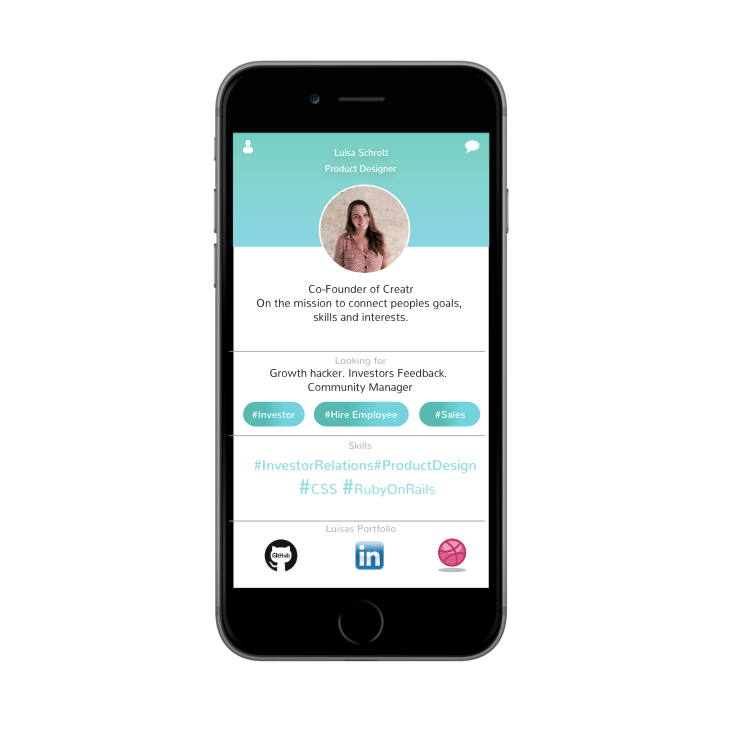 Luisa Schrott
Product Designer
Co-Founder of Creatr
On the mission to connect peoples goals,
skills and interests.
Looking for
Growth hacker. Investors Feedback.
Community Manager
#Investor #Hire Employee #Sales
Skills
#InvestorRelations#ProductDesign
#CSS #RubyOnRails
Luisas Portfolio
GitHub in